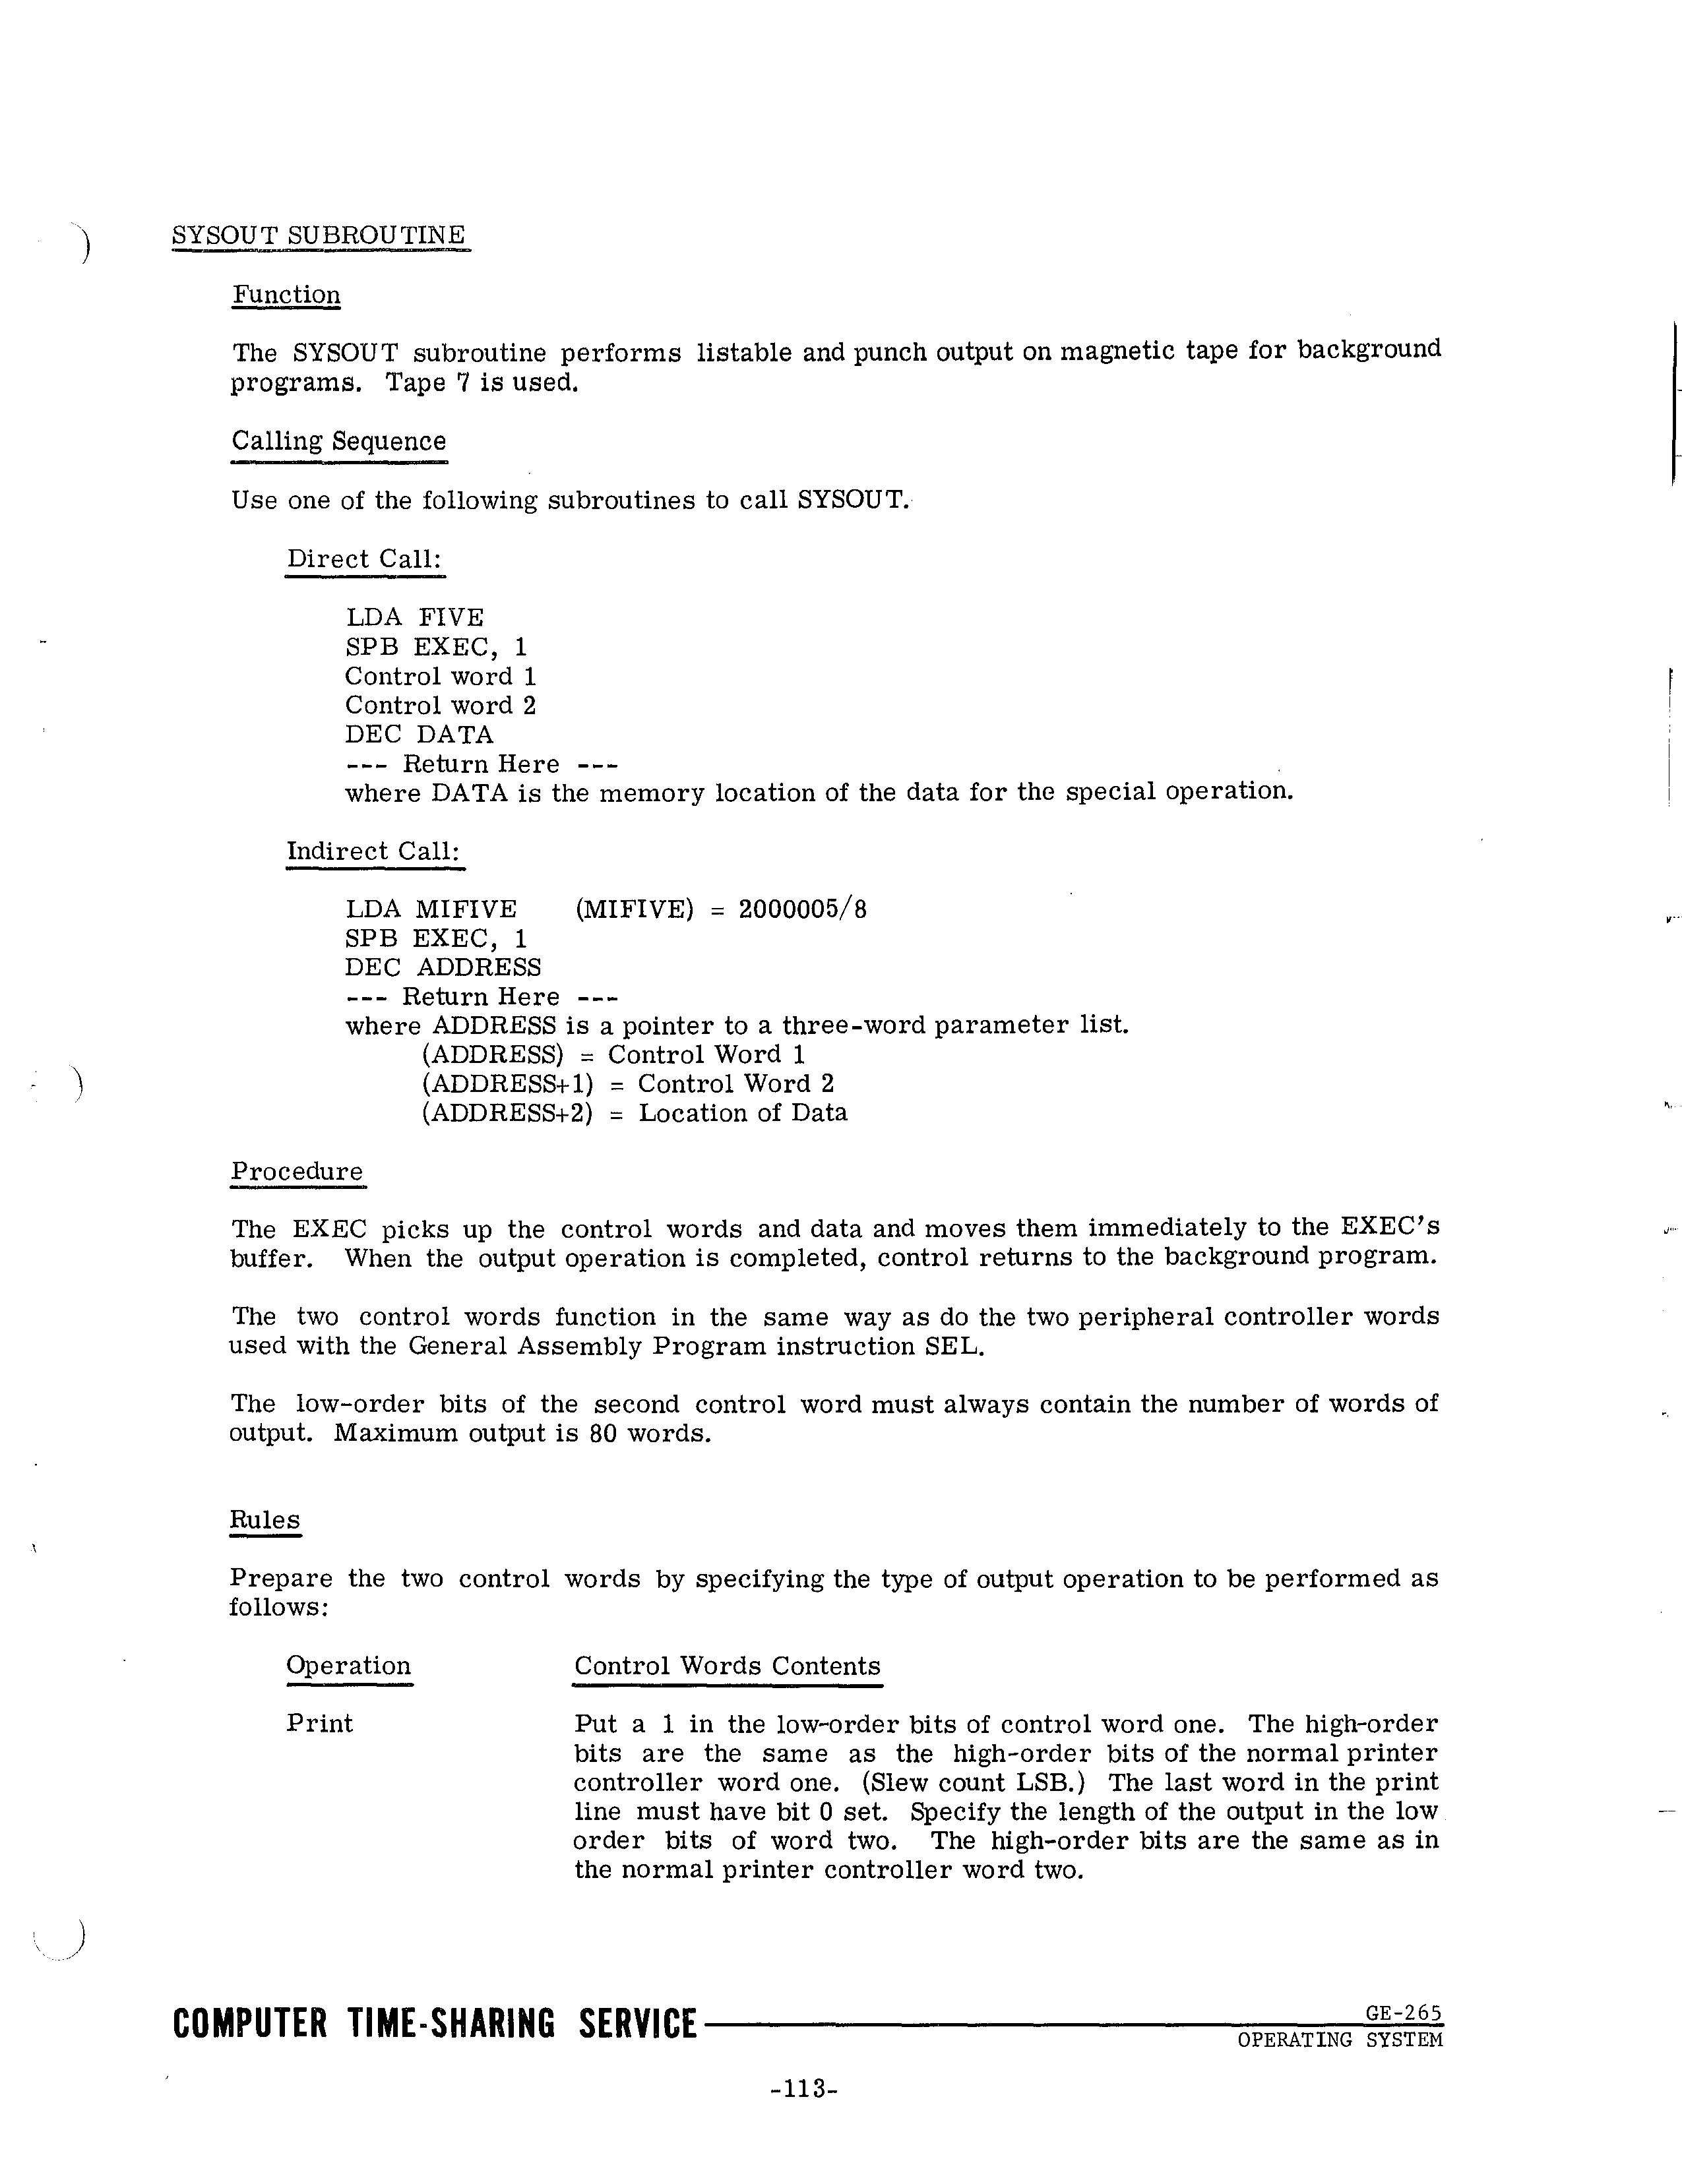 SYSOUT SUBROUTINE
Function
The SYSOUT subroutine performs listable and punch output on magnetic tape for background
programs. Tape 7 is used.
Calling Sequence
Use one of the following subroutines to call SYSOUT.
Direct Call:
LDA FIVE
SPB EXEC, 1
Control word 1
Control word 2
DEC DATA
--- Return Here ---
where DATA is the memory location of the data for the special operation.
Indirect Call:
LDA MIFIVE (MIFIVE) = 2000005/8
SPB EXEC, 1
DEC ADDRESS
--- Return Here ---
where ADDRESS is a pointer to a three-word parameter list.
(ADDRESS) = Control Word 1
(ADDRESS+1) = Control Word 2
(ADDRESS+2) = Location of Data
Procedure
The EXEC picks up the control words and data and moves them immediately to the EXEC's
buffer. When the output operation is completed, control returns to the background program.
The two control words function in the same way as do the two peripheral controller words
used with the General Assembly Program instruction SEL.
The low-order bits of the second control word must always contain the number of words of
output. Maximum output is 80 words.
Rules
Prepare the two control words by specifying the type of output operation to be performed as
follows:
Operation Control Words Contents
Print Put a 1 in the low-order bits of control word one. The high-order
bits are the same as the high-order bits of the normal printer
controller word one. (Slew count LSB.) The last word in the print
line must have bit 0 set. Specify the length of the output in the low
order bits of word two. The high-order bits are the same as in
the normal printer controller word two.
COMPUTER TIME-SHARING SERVICE GE-265
OPERATING SYSTEM
-113-